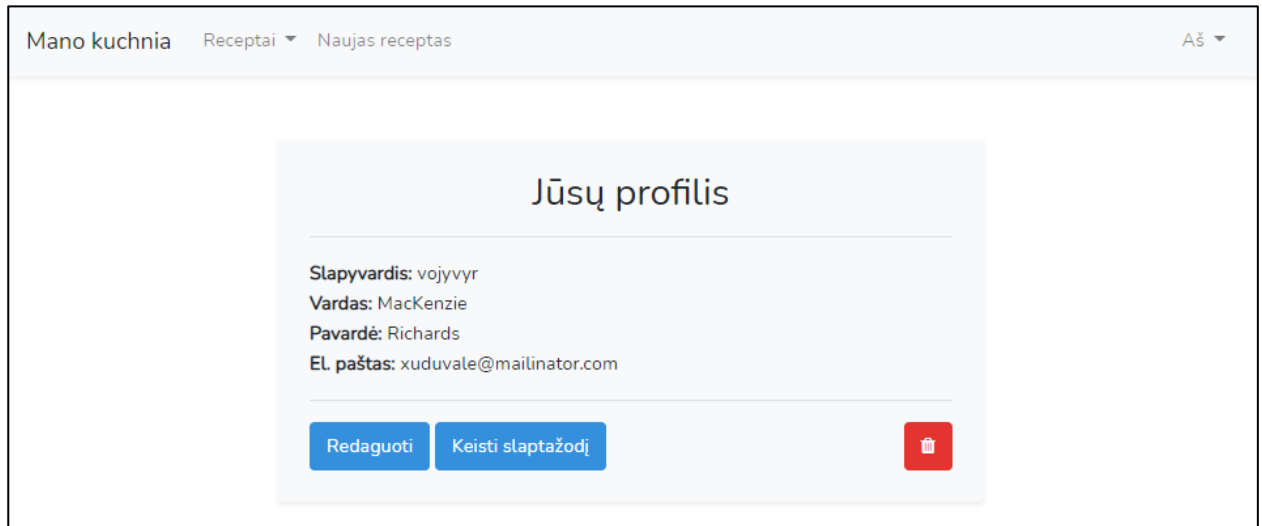 Mano kuchnia Receptai Naujas receptas Aš
Jūsų profilis
Slapyvardis: vojyvyr
Vardas: MacKenzie
Pavardė: Richards
El. paštas: xuduvale@mailinator.com
Redaguoti Keisti slaptažodį